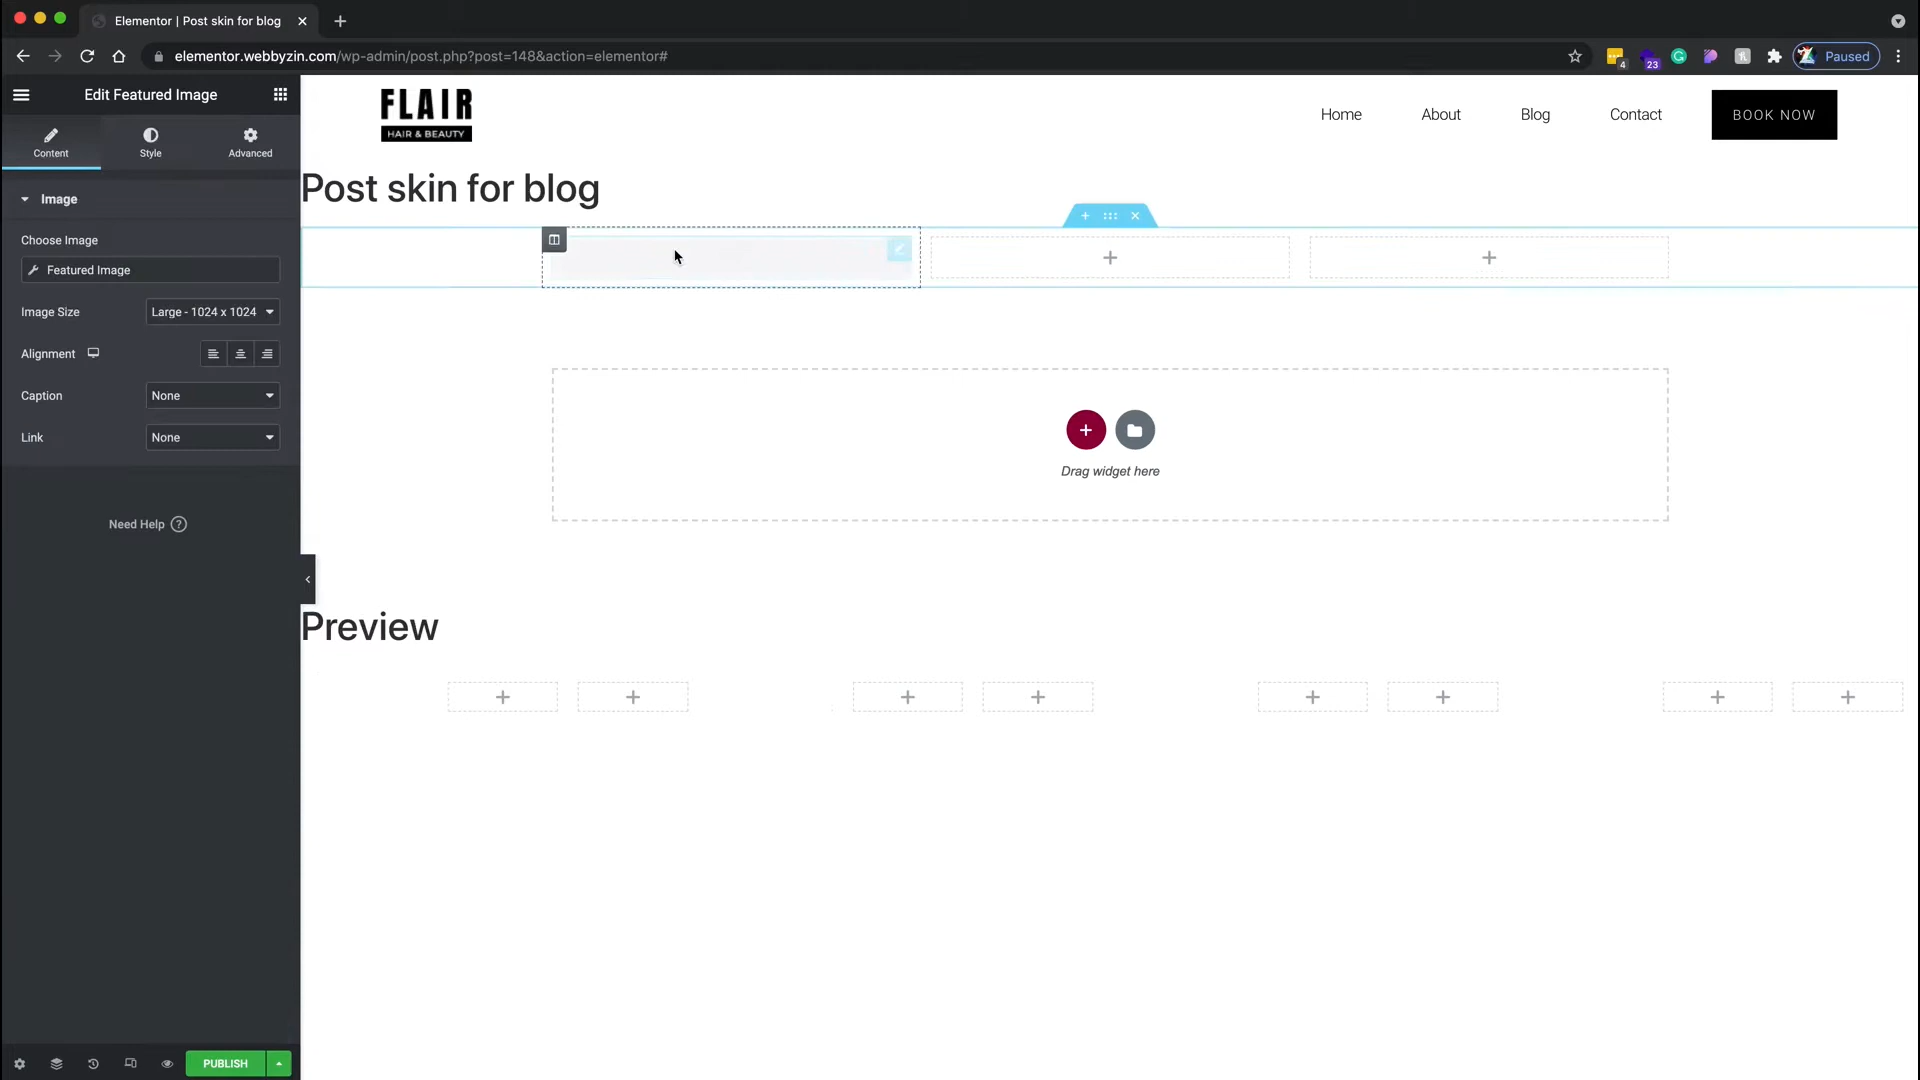 Elementor | Post skin for blog
elementor.webbyzin.com/wp-admin/post.php?post=148&action=elementor#
4
23
Paused
Edit Featured Image
Content
Style
Advanced
Image
Choose Image
Featured Image
Image Size
Large - 1024 x 1024
Alignment
Caption
None
Link
None
Need Help ?
PUBLISH
FLAIR
HAIR & BEAUTY
Home
About
Blog
Contact
BOOK NOW
Post skin for blog
Drag widget here
Preview